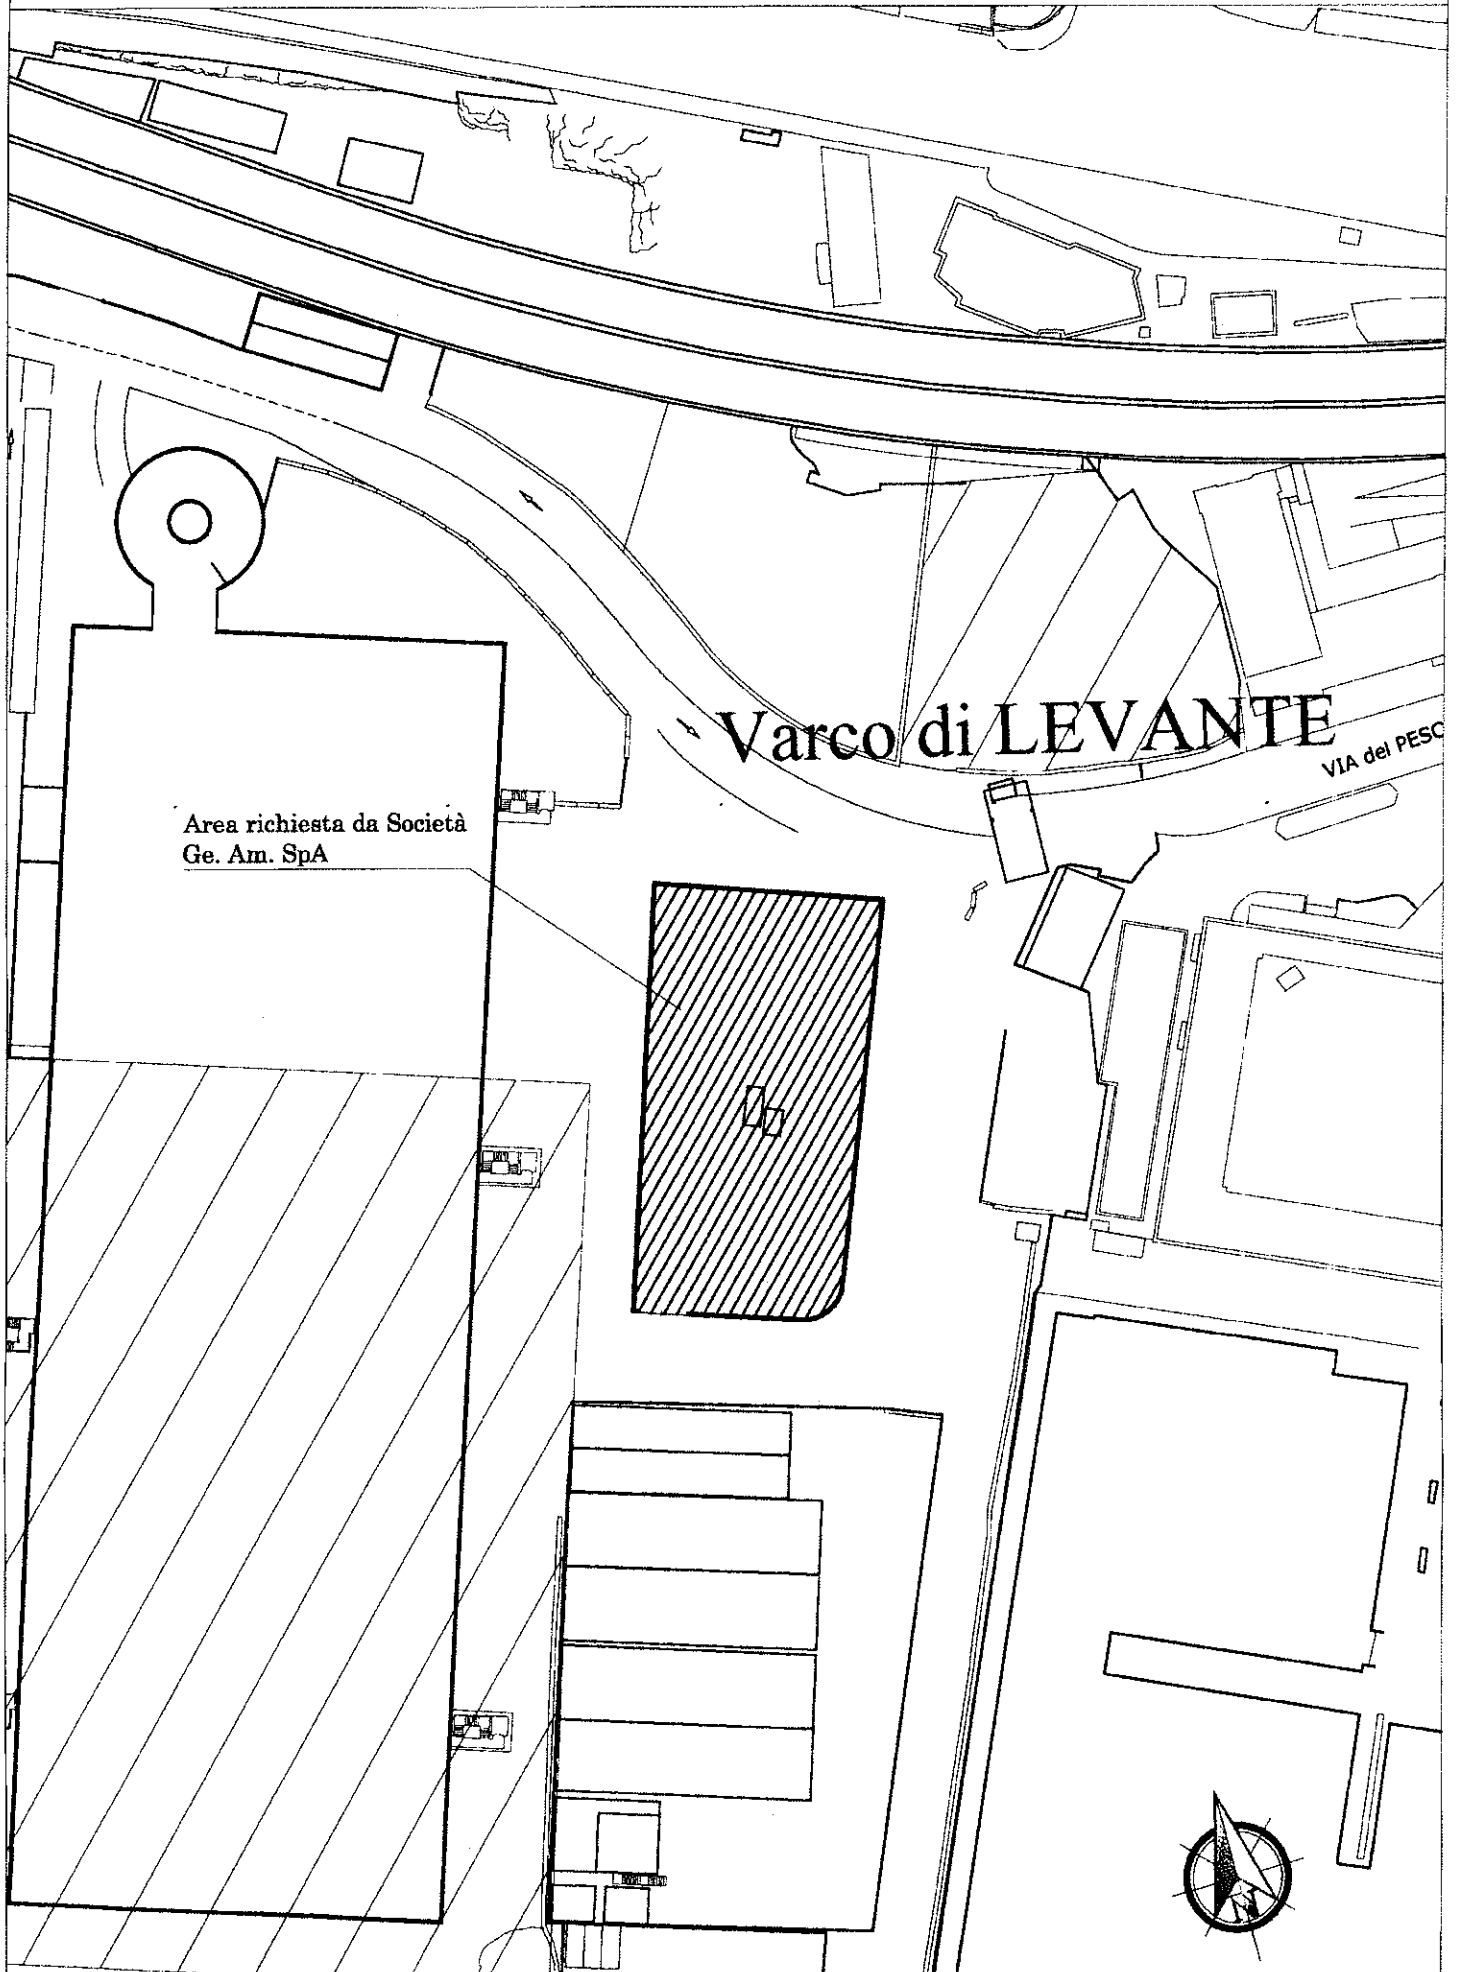 Varco di LEVANTE
VIA del PESC
Area richiesta da Società
Ge. Am. SpA
N